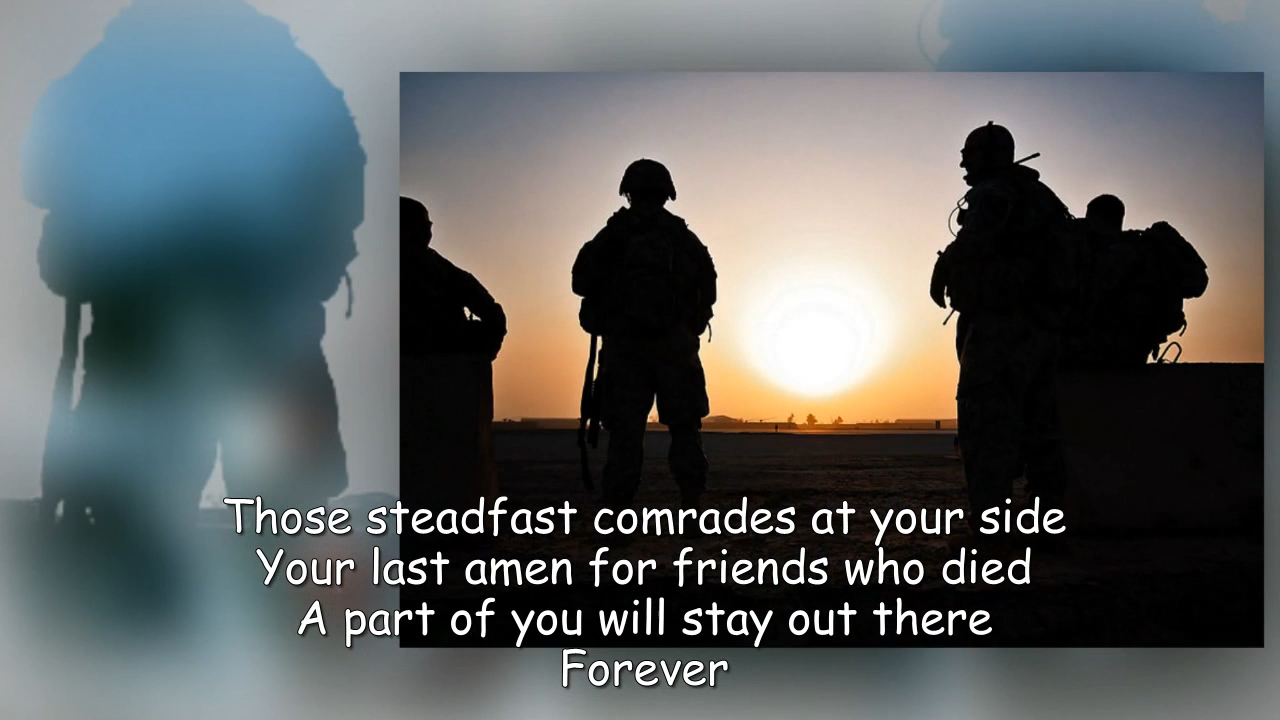 Those steadfast comrades at your side
Your last amen for friends who died
A part of you will stay out there
Forever